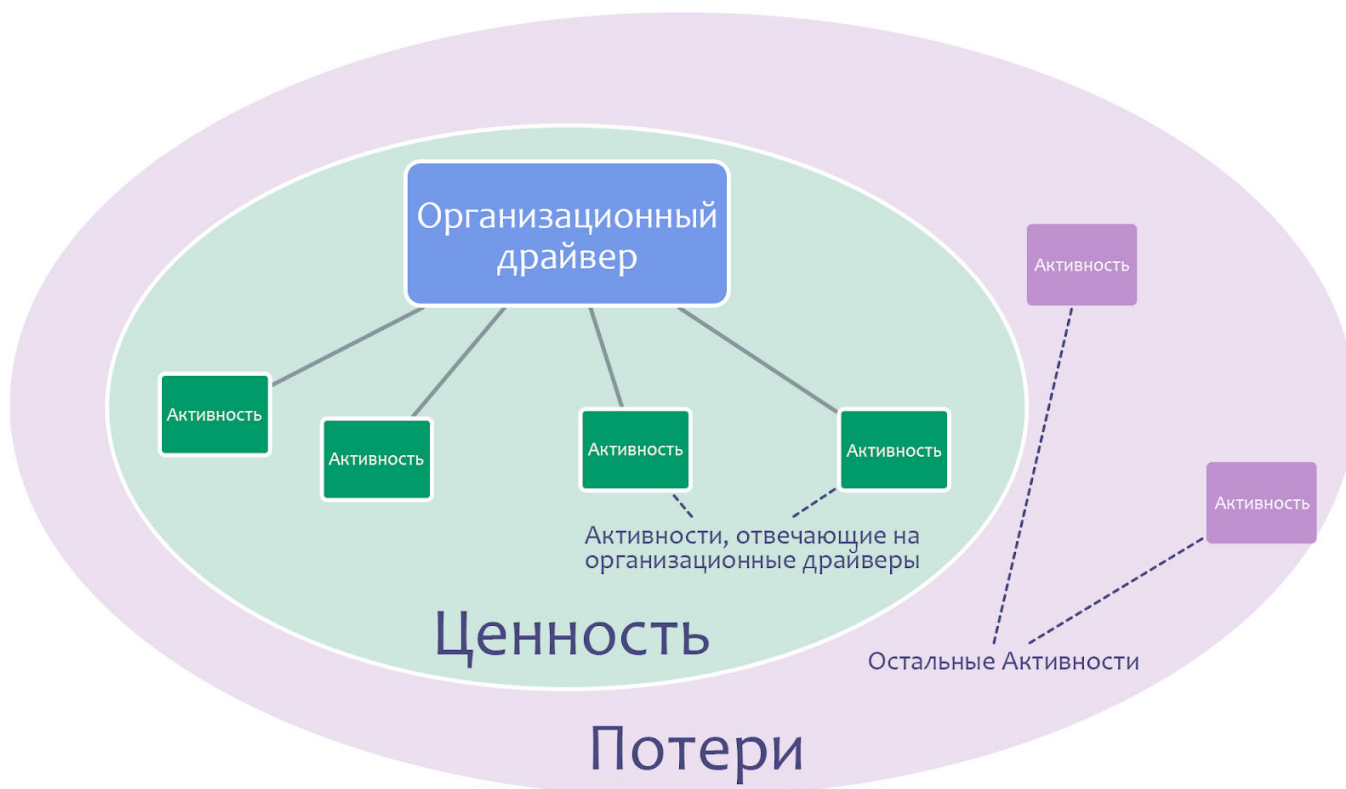 Организационный
драйвер
Активность
Активность
Активность
Активность
Активность
Активность
Активности, отвечающие на
организационные драйверы
Ценность
Остальные Активности
Потери